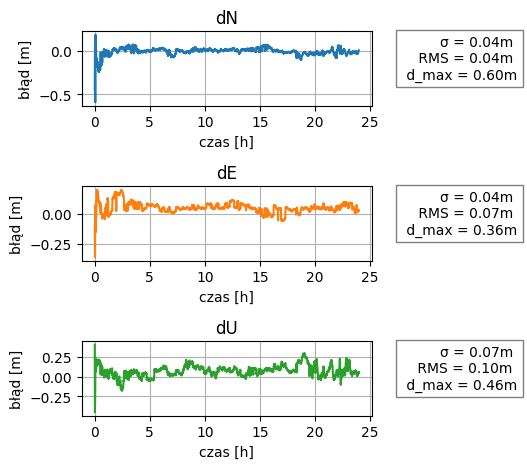 dN
błąd [m]
0.0
−0.5
0 5 10 15 20 25
czas [h]
σ = 0.04m
RMS = 0.04m
d_max = 0.60m
dE
błąd [m]
0.00
−0.25
0 5 10 15 20 25
czas [h]
σ = 0.04m
RMS = 0.07m
d_max = 0.36m
dU
błąd [m]
0.25
0.00
−0.25
0 5 10 15 20 25
czas [h]
σ = 0.07m
RMS = 0.10m
d_max = 0.46m